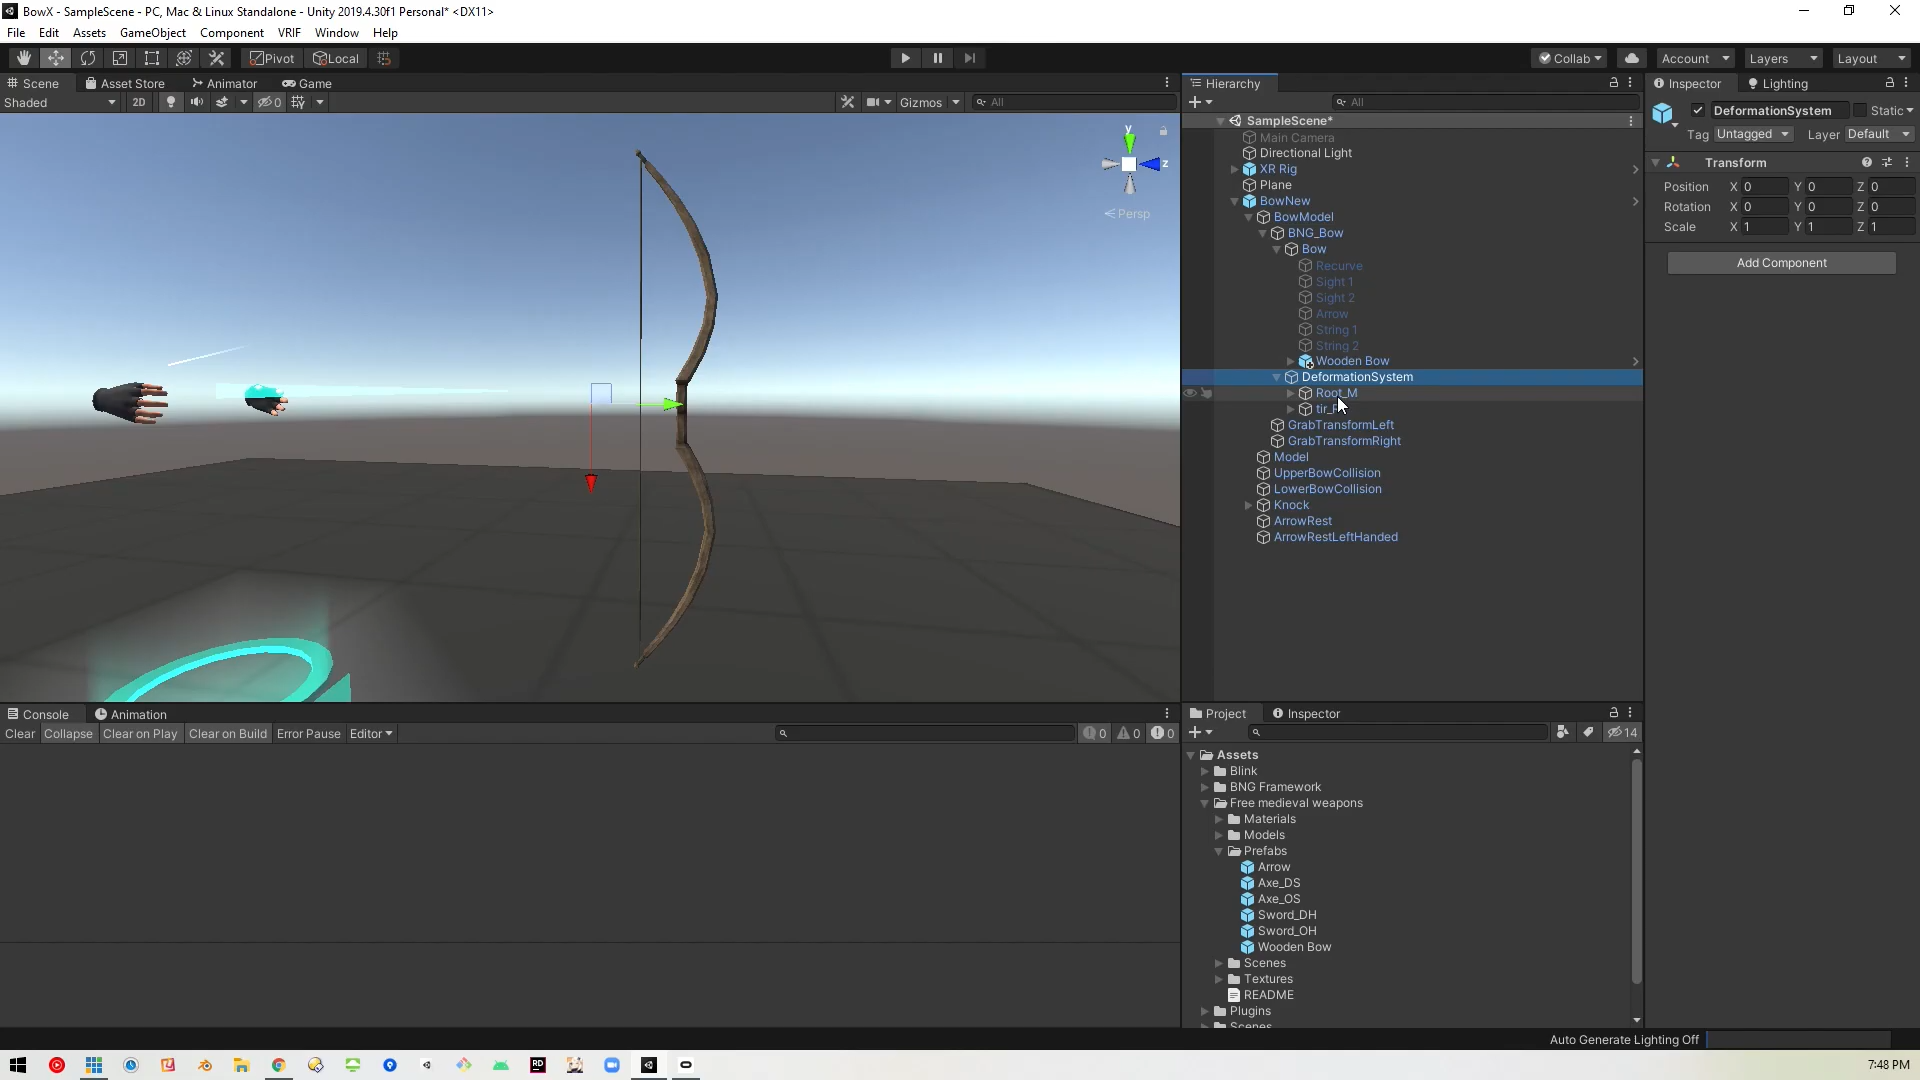 BowX - SampleScene - PC, Mac & Linux Standalone - Unity 2019.4.30f1 Personal* <DX11>
File Edit Assets GameObject Component VRIF Window Help
Pivot Local
Collab Account Layers Layout
Scene Asset Store Animator Game
Shaded 2D 0 Gizmos All
y
z
Persp
Hierarchy
All
SampleScene*
Main Camera
Directional Light
XR Rig
Plane
BowNew
BowModel
BNG_Bow
Bow
Recurve
Sight 1
Sight 2
Arrow
String 1
String 2
Wooden Bow
DeformationSystem
Root_M
GrabTransformLeft
GrabTransformRight
Model
UpperBowCollision
LowerBowCollision
Knock
ArrowRest
ArrowRestLeftHanded
Inspector Lighting
DeformationSystem Static
Tag Untagged Layer Default
Transform
Position X 0 Y 0 Z 0
Rotation X 0 Y 0 Z 0
Scale X 1 Y 1 Z 1
Add Component
Console Animation
Clear Collapse Clear on Play Clear on Build Error Pause Editor 0 0 0
Project Inspector
14
Assets
Blink
BNG Framework
Free medieval weapons
Materials
Models
Prefabs
Arrow
Axe_DS
Axe_OS
Sword_DH
Sword_OH
Wooden Bow
Scenes
Textures
README
Plugins
Scenes
Auto Generate Lighting Off
RD
7:48 PM